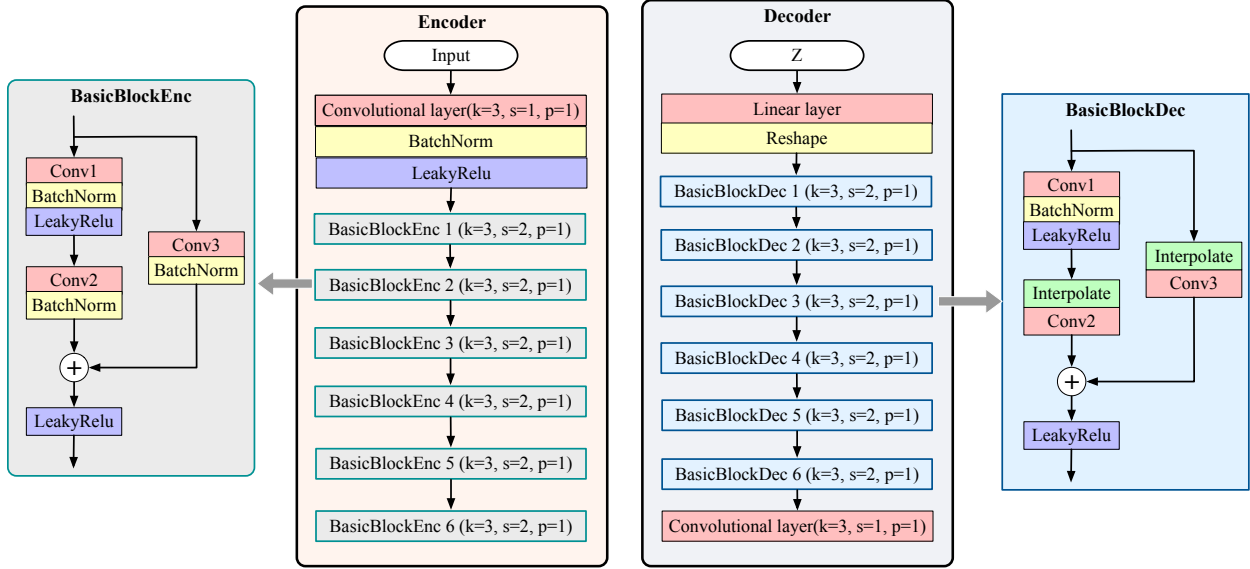 BasicBlockEnc
Conv1
BatchNorm
LeakyRelu
Conv3
BatchNorm
Conv2
BatchNorm
+
LeakyRelu
Encoder
Input
Convolutional layer(k=3, s=1, p=1)
BatchNorm
LeakyRelu
BasicBlockEnc 1 (k=3, s=2, p=1)
BasicBlockEnc 2 (k=3, s=2, p=1)
BasicBlockEnc 3 (k=3, s=2, p=1)
BasicBlockEnc 4 (k=3, s=2, p=1)
BasicBlockEnc 5 (k=3, s=2, p=1)
BasicBlockEnc 6 (k=3, s=2, p=1)
Decoder
Z
Linear layer
Reshape
BasicBlockDec 1 (k=3, s=2, p=1)
BasicBlockDec 2 (k=3, s=2, p=1)
BasicBlockDec 3 (k=3, s=2, p=1)
BasicBlockDec 4 (k=3, s=2, p=1)
BasicBlockDec 5 (k=3, s=2, p=1)
BasicBlockDec 6 (k=3, s=2, p=1)
Convolutional layer(k=3, s=1, p=1)
BasicBlockDec
Conv1
BatchNorm
LeakyRelu
Interpolate
Conv3
Interpolate
Conv2
+
LeakyRelu